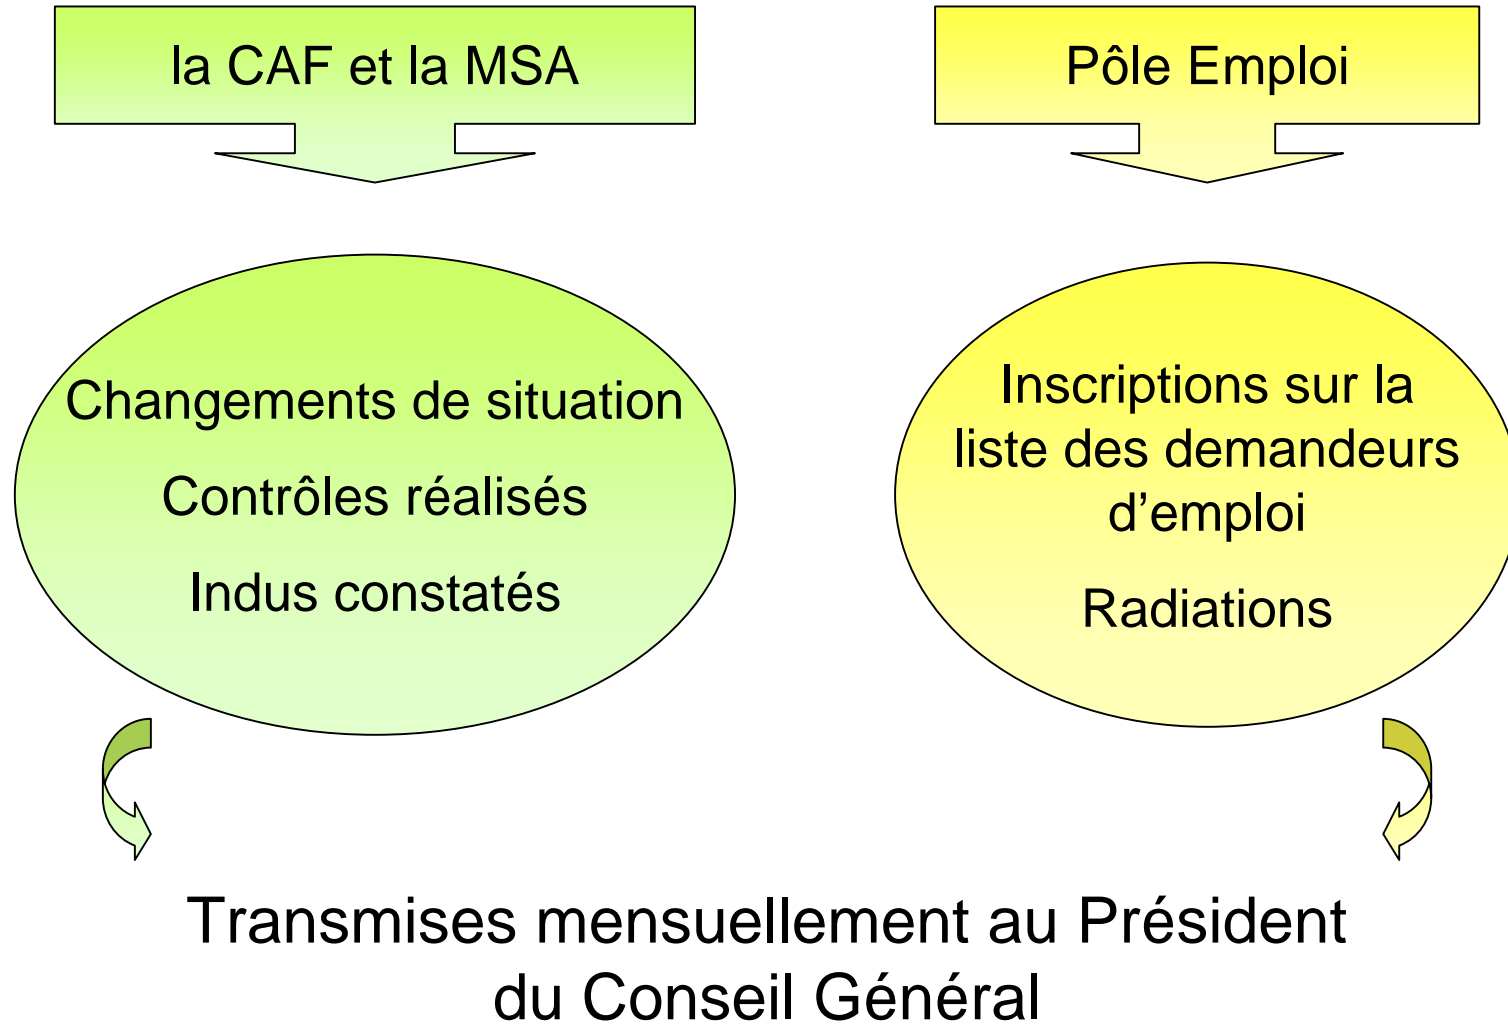 la CAF et la MSA
Pôle Emploi
Changements de situation
Contrôles réalisés
Indus constatés
Inscriptions sur la
liste des demandeurs
d’emploi
Radiations
Transmises mensuellement au Président
du Conseil Général